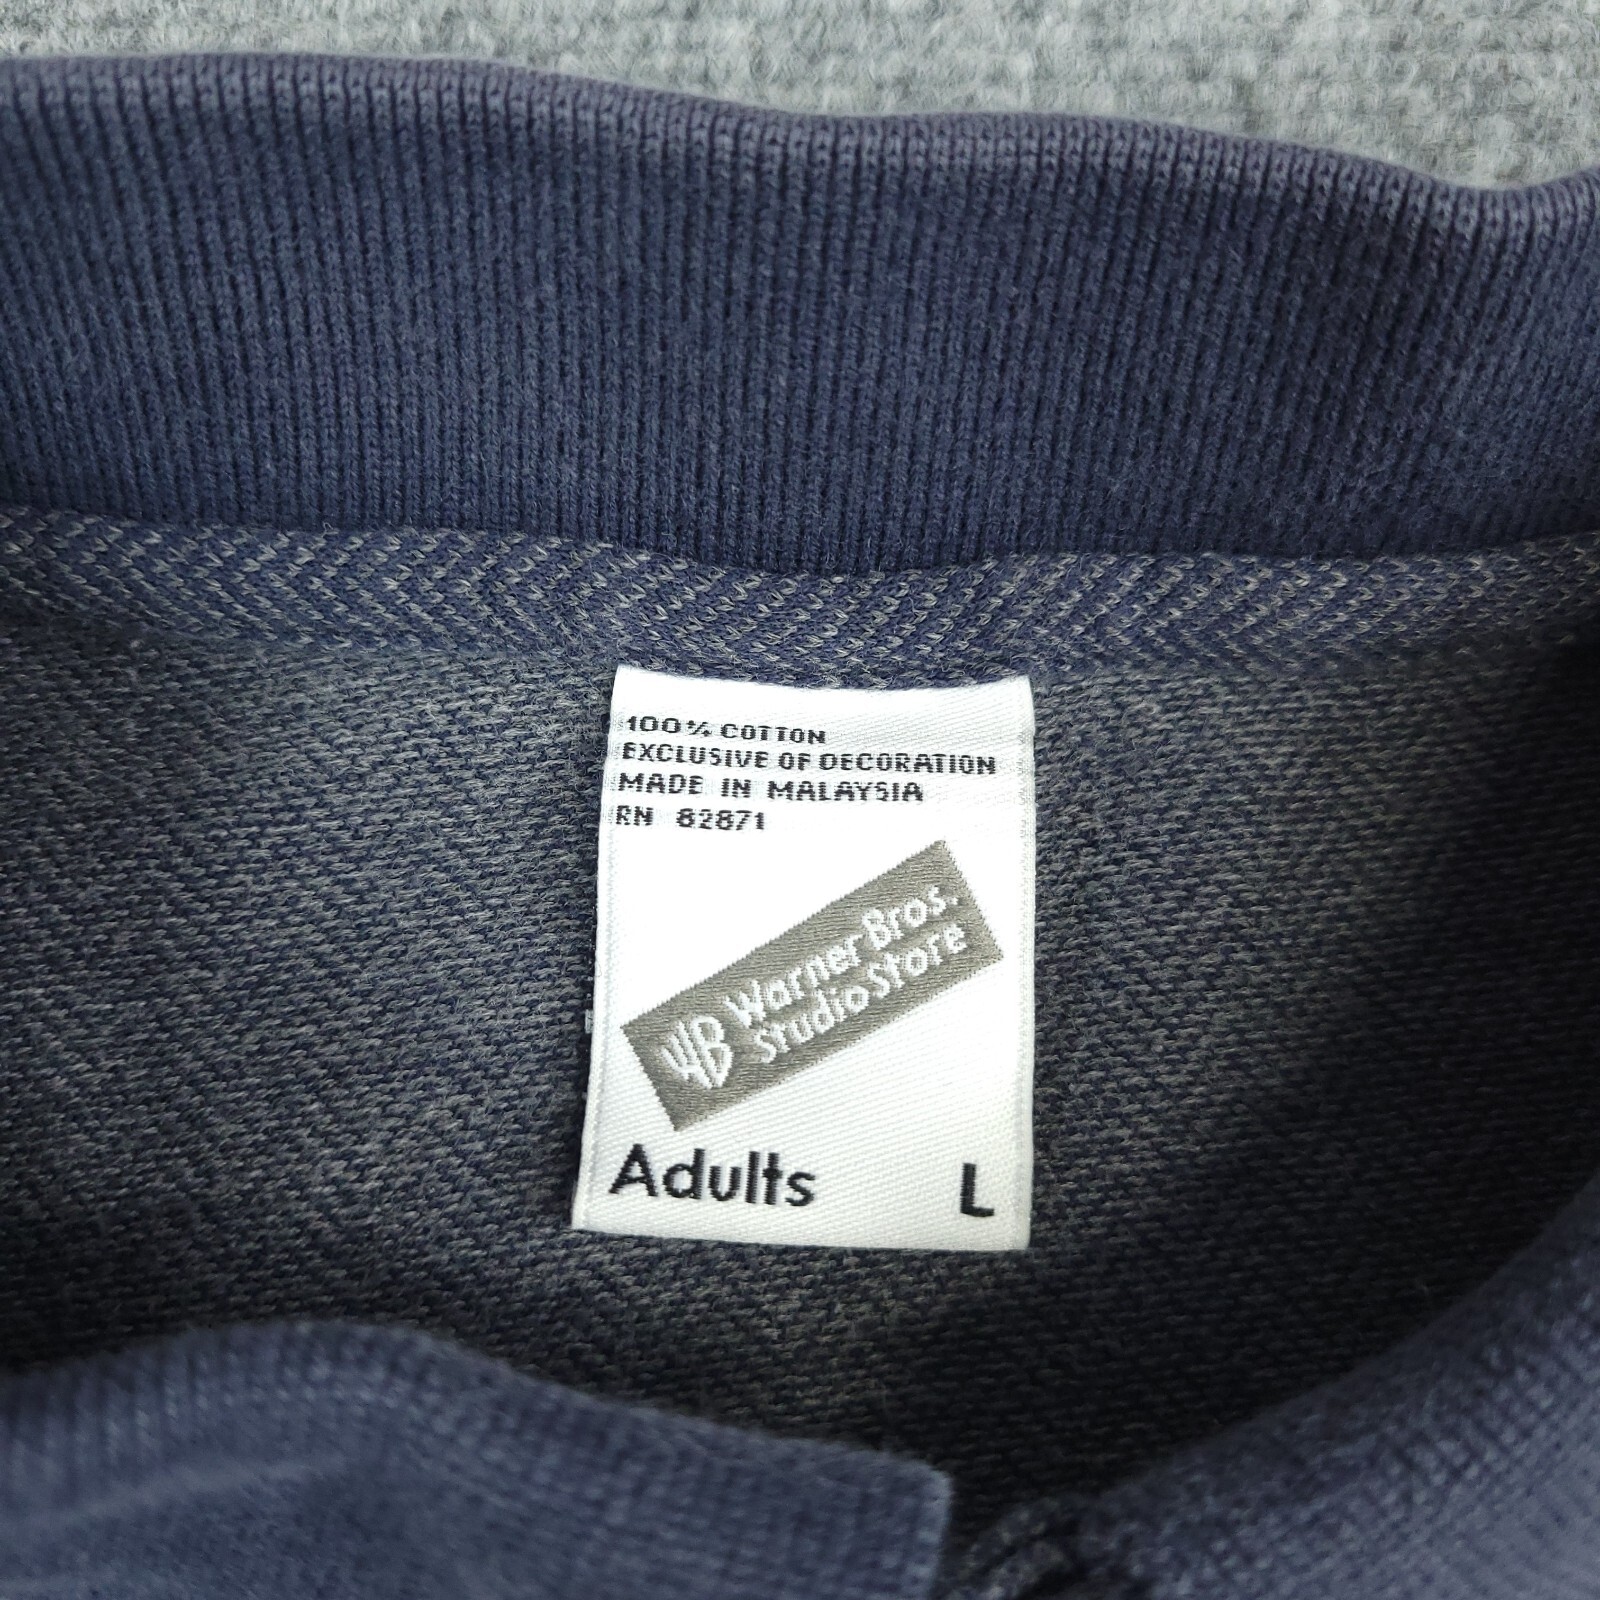 100% COTTON
EXCLUSIVE OF DECORATION
MADE IN MALAYSIA
RN 82871
WB Warner Bros.
Studio Store
Adults L